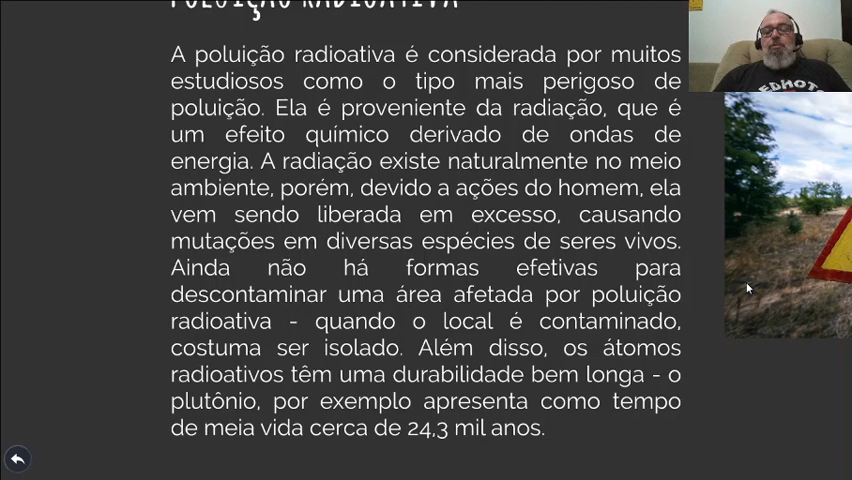 POLUIÇÃO RADIOATIVA
A poluição radioativa é considerada por muitos
estudiosos como o tipo mais perigoso de
poluição. Ela é proveniente da radiação, que é
um efeito químico derivado de ondas de
energia. A radiação existe naturalmente no meio
ambiente, porém, devido a ações do homem, ela
vem sendo liberada em excesso, causando
mutações em diversas espécies de seres vivos.
Ainda não há formas efetivas para
descontaminar uma área afetada por poluição
radioativa - quando o local é contaminado,
costuma ser isolado. Além disso, os átomos
radioativos têm uma durabilidade bem longa - o
plutônio, por exemplo apresenta como tempo
de meia vida cerca de 24,3 mil anos.